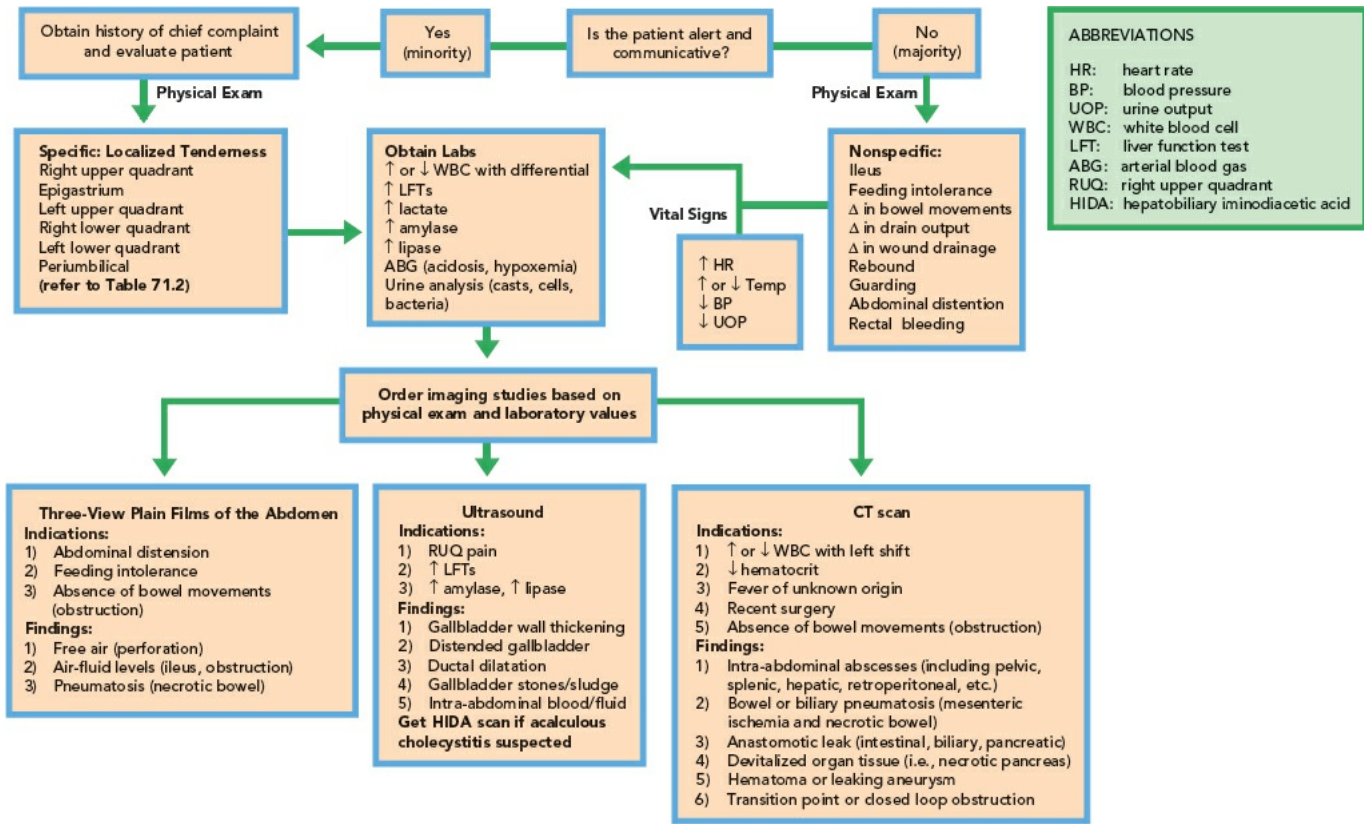 Obtain history of chief complaint
and evaluate patient
Yes
(minority)
Is the patient alert and
communicative?
No
(majority)
Physical Exam
Physical Exam
Specific: Localized Tenderness
Right upper quadrant
Epigastrium
Left upper quadrant
Right lower quadrant
Left lower quadrant
Periumbilical
(refer to Table 71.2)
Obtain Labs
↑ or ↓ WBC with differential
↑ LFTs
↑ lactate
↑ amylase
↑ lipase
ABG (acidosis, hypoxemia)
Urine analysis (casts, cells,
bacteria)
Vital Signs
↑ HR
↑ or ↓ Temp
↓ BP
↓ UOP
Nonspecific:
Ileus
Feeding intolerance
Δ in bowel movements
Δ in drain output
Δ in wound drainage
Rebound
Guarding
Abdominal distention
Rectal bleeding
ABBREVIATIONS
HR: heart rate
BP: blood pressure
UOP: urine output
WBC: white blood cell
LFT: liver function test
ABG: arterial blood gas
RUQ: right upper quadrant
HIDA: hepatobiliary iminodiacetic acid
Order imaging studies based on
physical exam and laboratory values
Three-View Plain Films of the Abdomen
Indications:
1) Abdominal distension
2) Feeding intolerance
3) Absence of bowel movements
(obstruction)
Findings:
1) Free air (perforation)
2) Air-fluid levels (ileus, obstruction)
3) Pneumatosis (necrotic bowel)
Ultrasound
Indications:
1) RUQ pain
2) ↑ LFTs
3) ↑ amylase, ↑ lipase
Findings:
1) Gallbladder wall thickening
2) Distended gallbladder
3) Ductal dilatation
4) Gallbladder stones/sludge
5) Intra-abdominal blood/fluid
Get HIDA scan if acalculous
cholecystitis suspected
CT scan
Indications:
1) ↑ or ↓ WBC with left shift
2) ↓ hematocrit
3) Fever of unknown origin
4) Recent surgery
5) Absence of bowel movements (obstruction)
Findings:
1) Intra-abdominal abscesses (including pelvic,
splenic, hepatic, retroperitoneal, etc.)
2) Bowel or biliary pneumatosis (mesenteric
ischemia and necrotic bowel)
3) Anastomotic leak (intestinal, biliary, pancreatic)
4) Devitalized organ tissue (i.e., necrotic pancreas)
5) Hematoma or leaking aneurysm
6) Transition point or closed loop obstruction